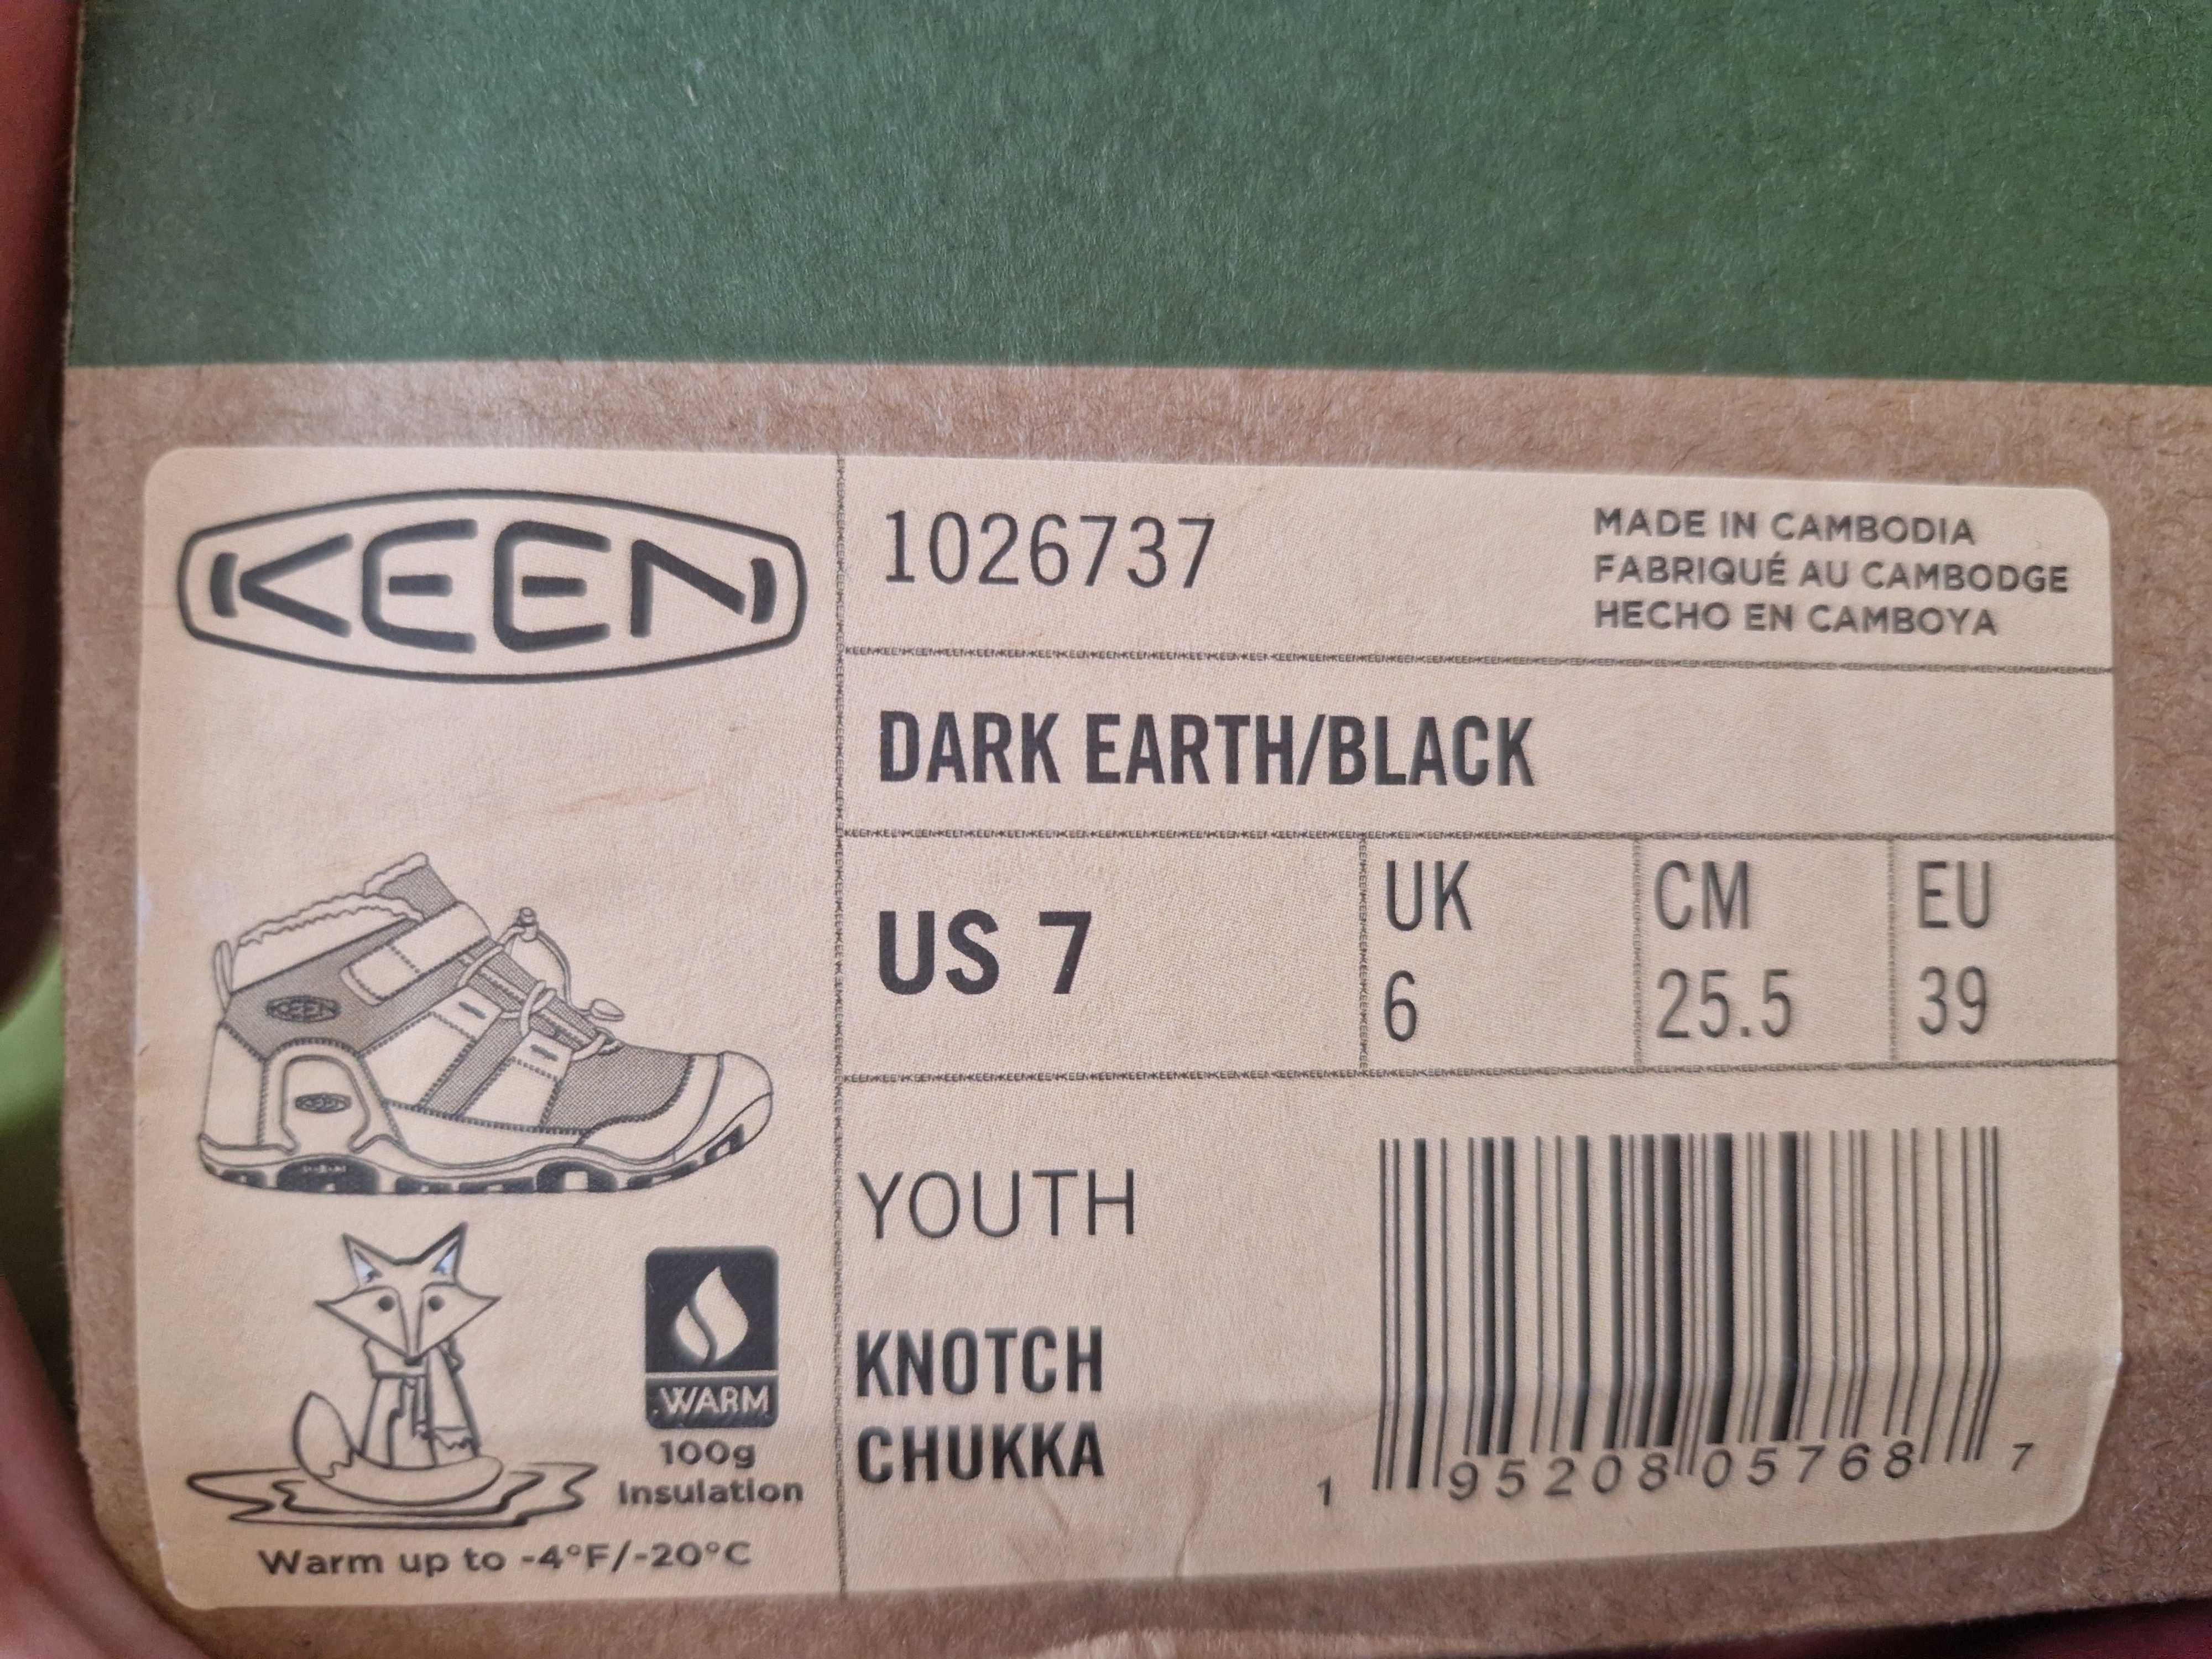 KEEN
1026737
MADE IN CAMBODIA
FABRIQUÉ AU CAMBODGE
HECHO EN CAMBOYA
DARK EARTH/BLACK
US 7
UK
6
CM
25.5
EU
39
KEEN
KEEN
YOUTH
KNOTCH
CHUKKA
WARM
100g
Insulation
Warm up to -4°F/-20°C
1 95208 05768 7